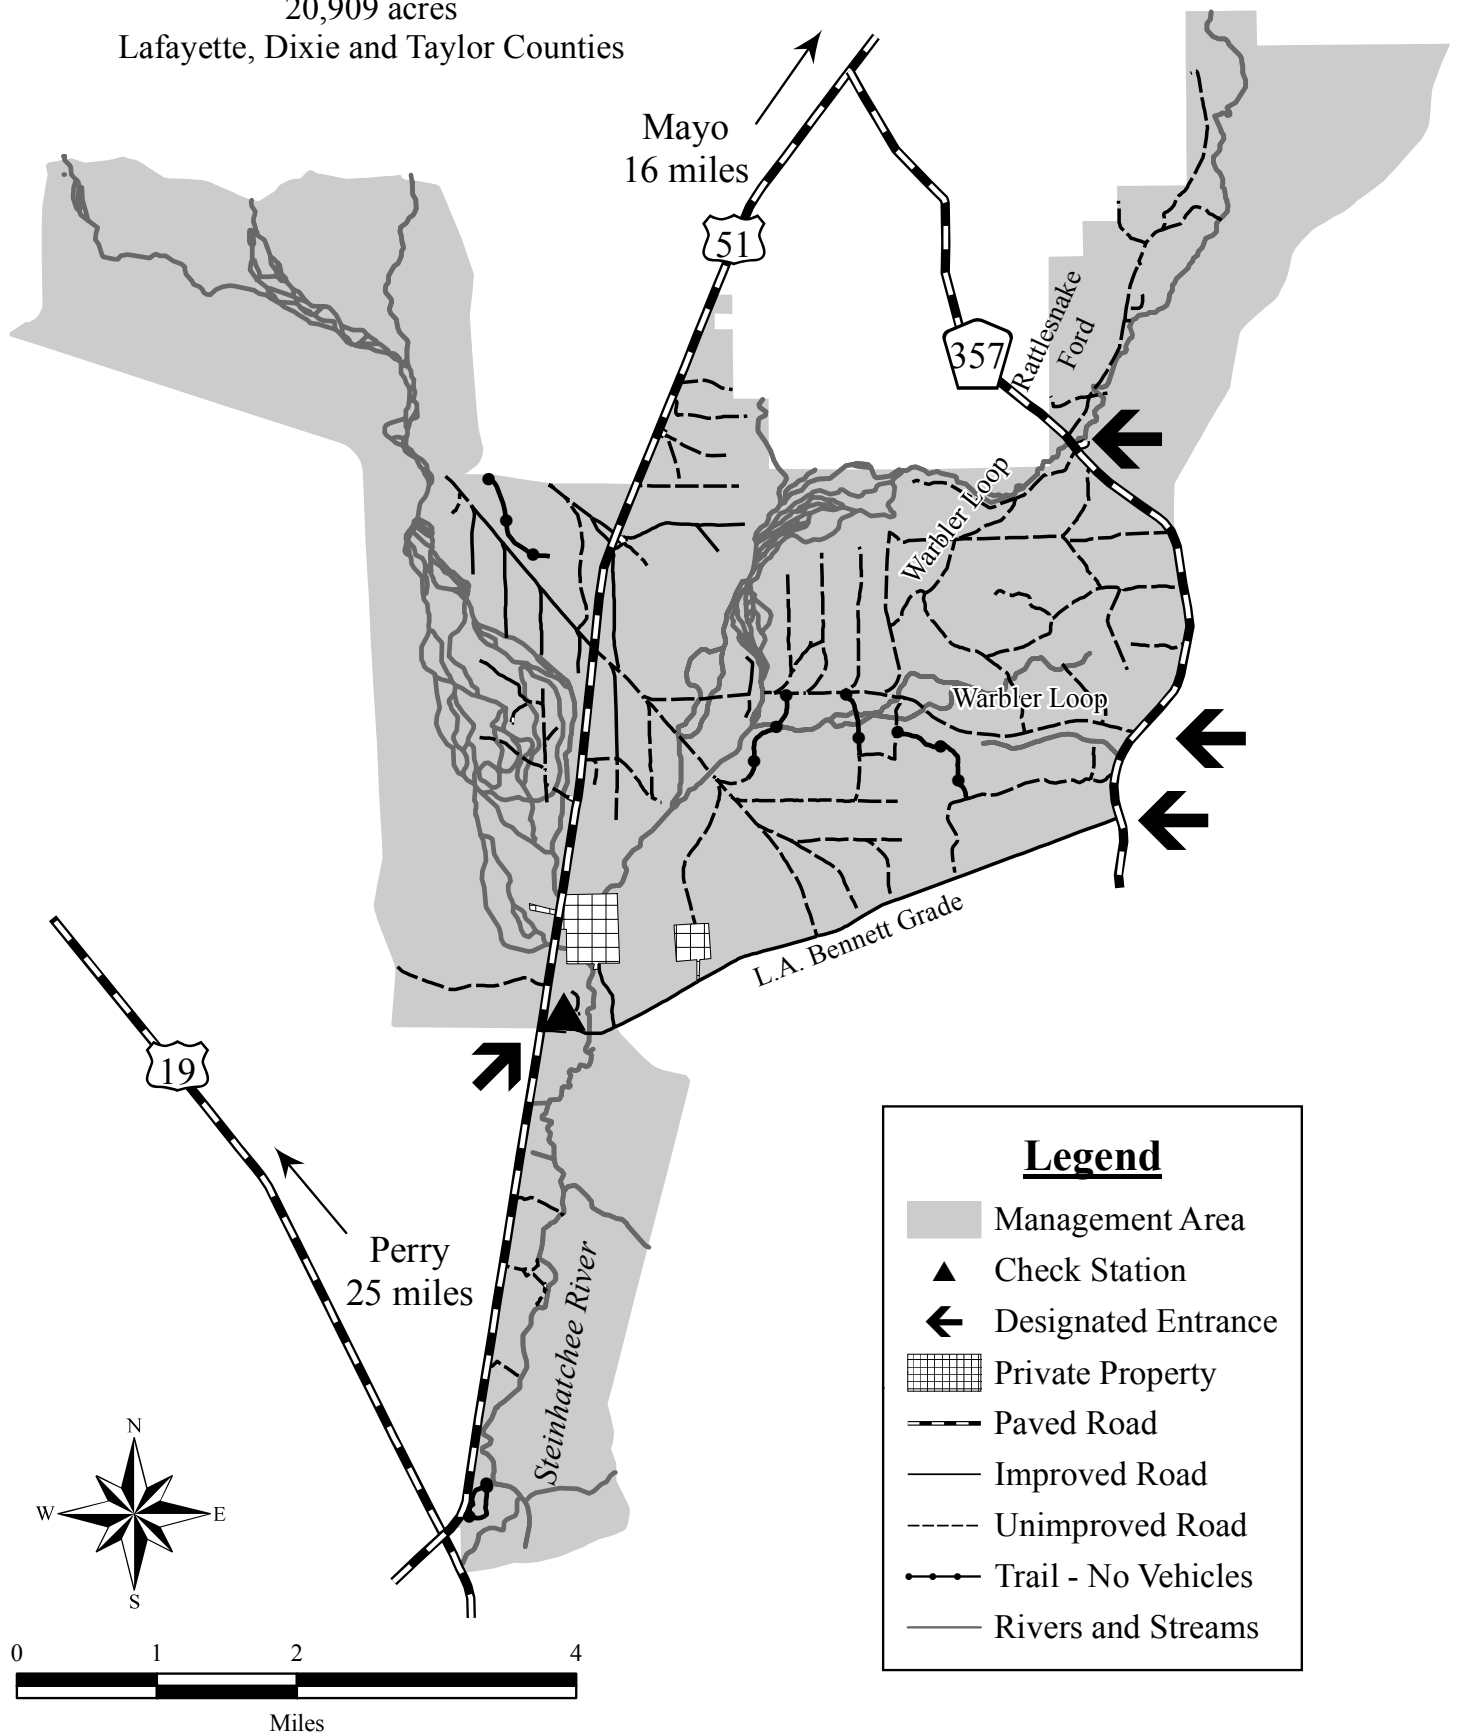 20,909 acres
Lafayette, Dixie and Taylor Counties
Mayo
16 miles
51
357
Rattlesnake
Ford
Warbler Loop
Warbler Loop
L.A. Bennett Grade
19
Perry
25 miles
Steinhatchee River
N
W
E
S
0
1
2
4
Miles
Legend
Management Area
Check Station
Designated Entrance
Private Property
Paved Road
Improved Road
Unimproved Road
Trail - No Vehicles
Rivers and Streams